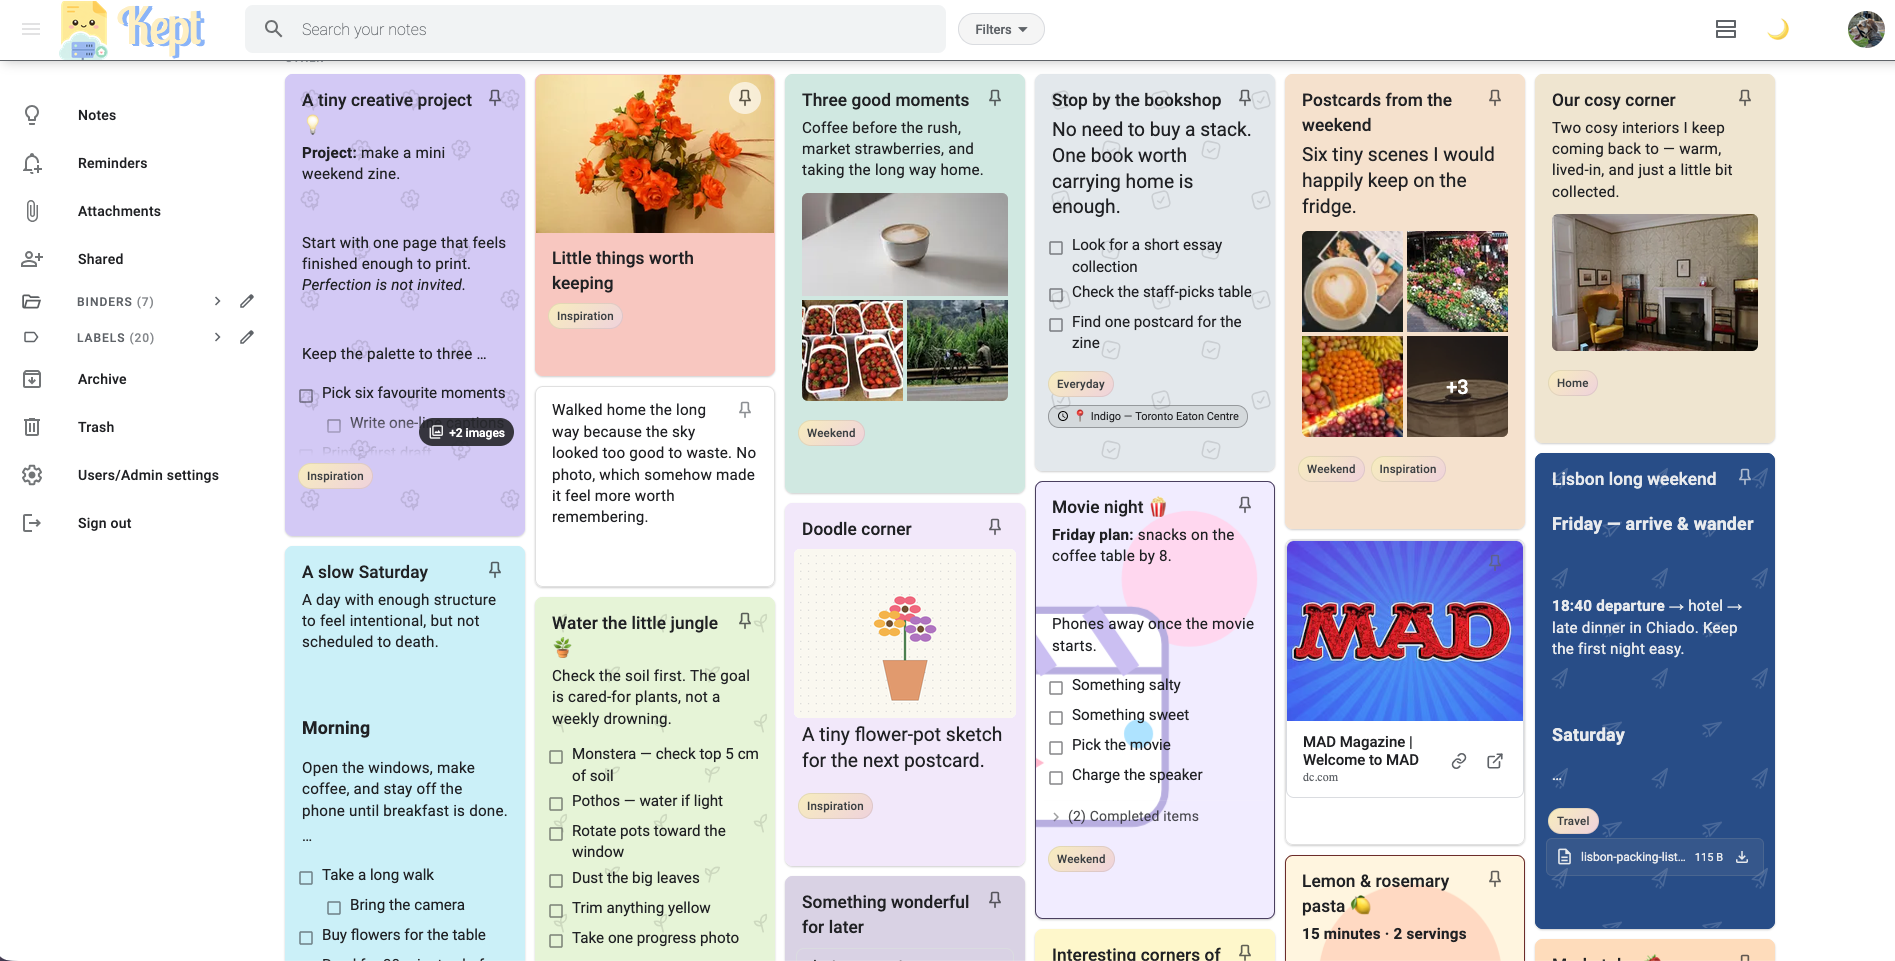 Kept
Search your notes
Filters
Notes
Reminders
Attachments
Shared
BINDERS (7)
LABELS (20)
Archive
Trash
Users/Admin settings
Sign out
A tiny creative project
💡
Project: make a mini
weekend zine.
Start with one page that feels
finished enough to print.
Perfection is not invited.
Keep the palette to three ...
Pick six favourite moments
Write one-line captions
Print a first draft
+2 images
Inspiration
A slow Saturday
A day with enough structure
to feel intentional, but not
scheduled to death.
Morning
Open the windows, make
coffee, and stay off the
phone until breakfast is done.
...
Take a long walk
Bring the camera
Buy flowers for the table
Little things worth
keeping
Inspiration
Walked home the long
way because the sky
looked too good to waste. No
photo, which somehow made
it feel more worth
remembering.
Water the little jungle
🪴
Check the soil first. The goal
is cared-for plants, not a
weekly drowning.
Monstera — check top 5 cm
of soil
Pothos — water if light
Rotate pots toward the
window
Dust the big leaves
Trim anything yellow
Take one progress photo
Three good moments
Coffee before the rush,
market strawberries, and
taking the long way home.
Weekend
Doodle corner
A tiny flower-pot sketch
for the next postcard.
Inspiration
Something wonderful
for later
Stop by the bookshop
No need to buy a stack.
One book worth
carrying home is
enough.
Look for a short essay
collection
Check the staff-picks table
Find one postcard for the
zine
Everyday
📍 Indigo — Toronto Eaton Centre
Movie night 🍿
Friday plan: snacks on the
coffee table by 8.
Phones away once the movie
starts.
Something salty
Something sweet
Pick the movie
Charge the speaker
(2) Completed items
Weekend
Interesting corners of
Postcards from the
weekend
Six tiny scenes I would
happily keep on the
fridge.
+3
Weekend Inspiration
MAD
MAD Magazine |
Welcome to MAD
dc.com
Lemon & rosemary
pasta 🍋
15 minutes · 2 servings
Our cosy corner
Two cosy interiors I keep
coming back to — warm,
lived-in, and just a little bit
collected.
Home
Lisbon long weekend
Friday — arrive & wander
18:40 departure → hotel →
late dinner in Chiado. Keep
the first night easy.
Saturday
...
Travel
lisbon-packing-list... 115 B